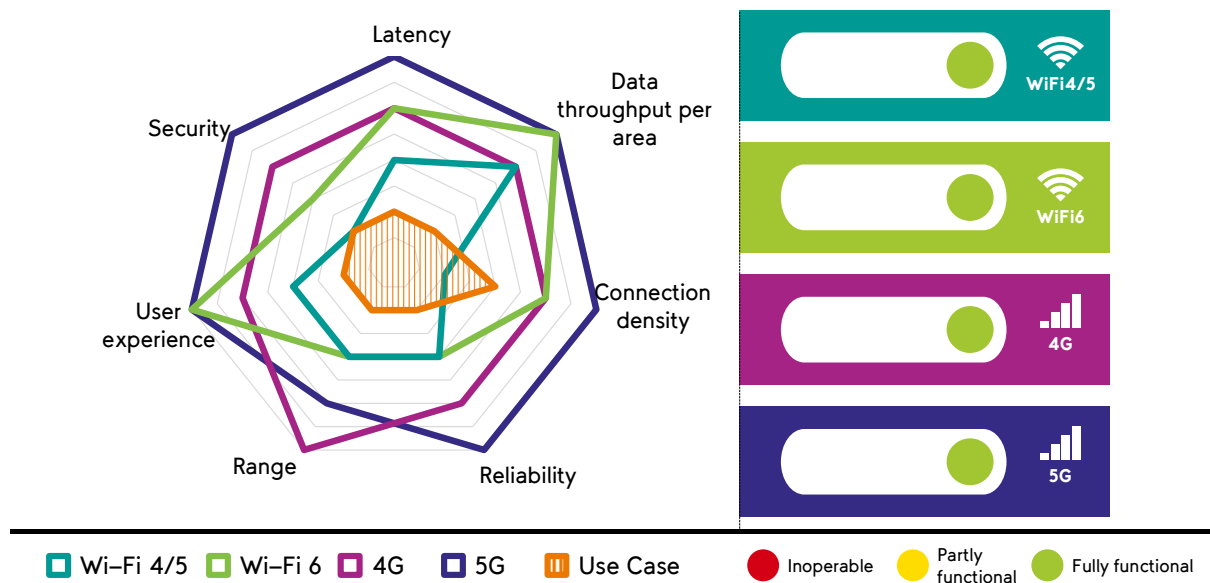 Latency
Data
throughput per
area
Security
Connection
density
User
experience
Range
Reliability
WiFi4/5
WiFi6
4G
5G
Wi–Fi 4/5
Wi–Fi 6
4G
5G
Use Case
Inoperable
Partly
functional
Fully functional